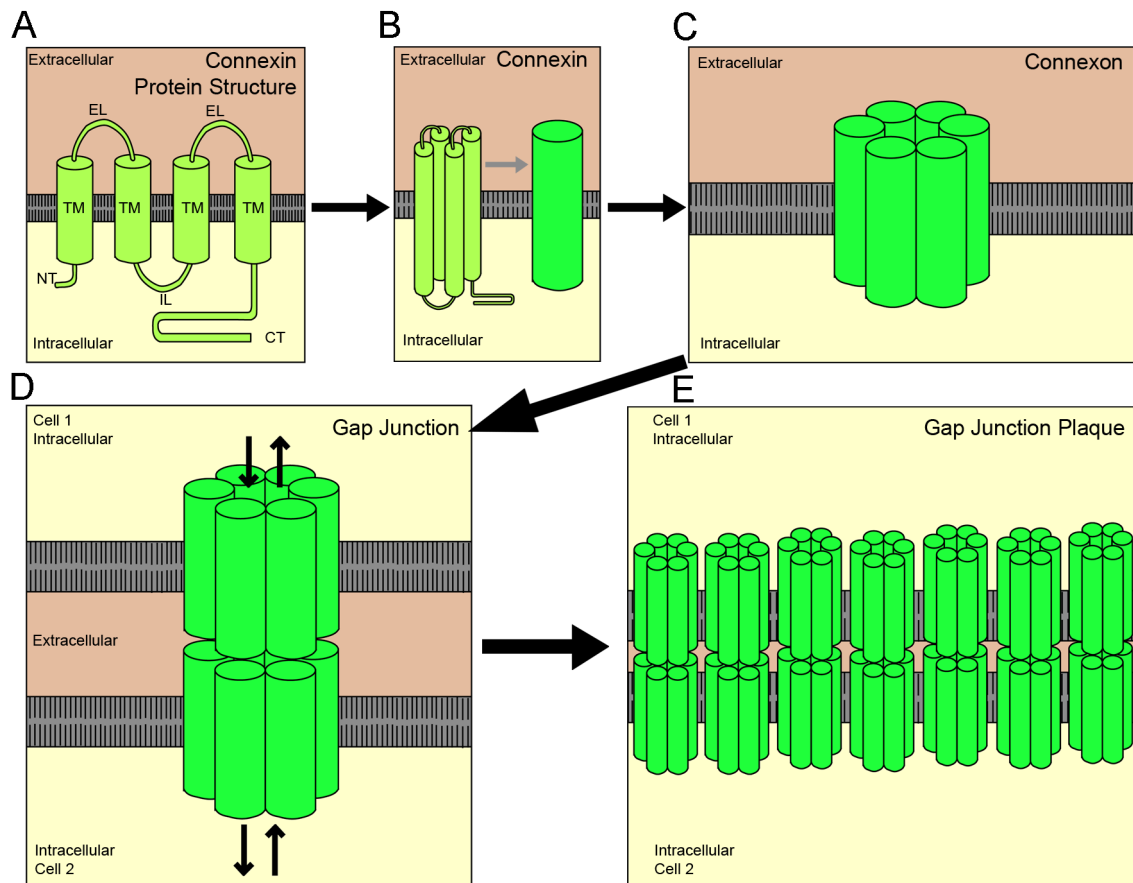 A
Extracellular
Connexin
Protein Structure
EL
EL
TM
TM
TM
TM
NT
IL
CT
Intracellular
B
Extracellular
Connexin
Intracellular
C
Extracellular
Connexon
Intracellular
D
Cell 1
Intracellular
Gap Junction
Extracellular
Intracellular
Cell 2
E
Cell 1
Intracellular
Gap Junction Plaque
Intracellular
Cell 2